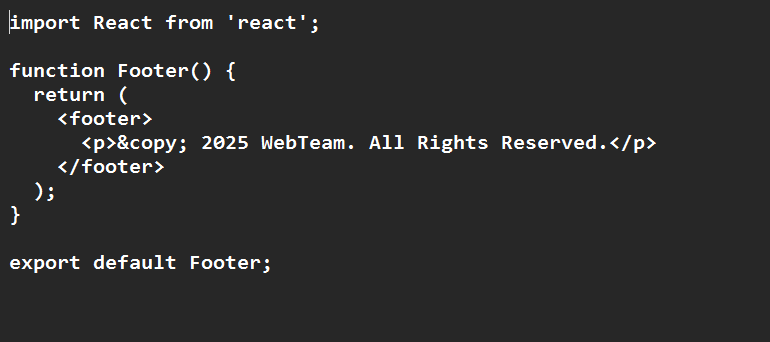 import React from 'react';

function Footer() {
  return (
    <footer>
      <p>&copy; 2025 WebTeam. All Rights Reserved.</p>
    </footer>
  );
}

export default Footer;